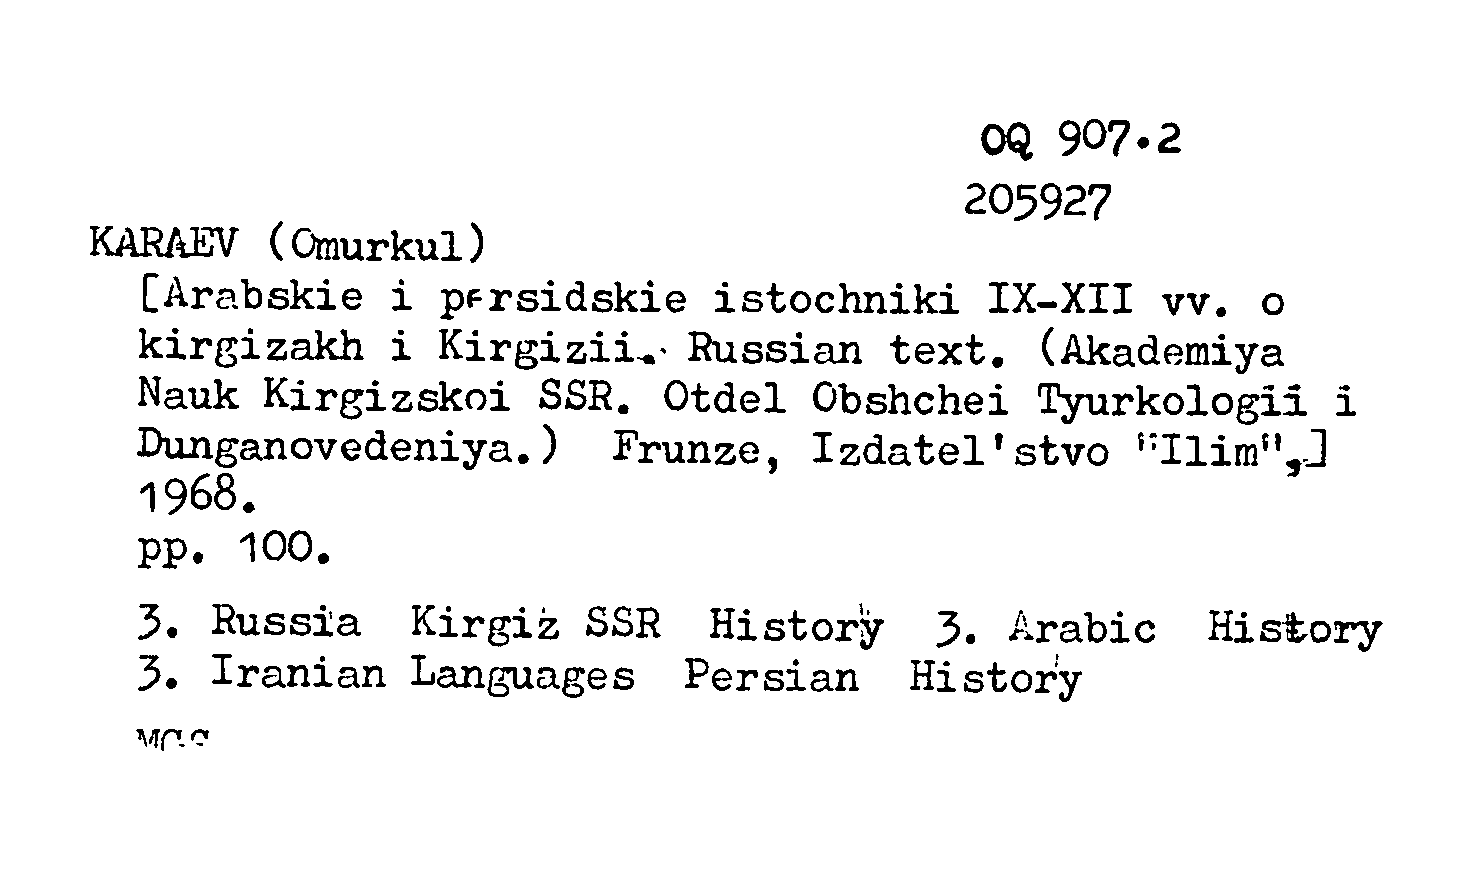 OQ 907.2
205927
KARAEV (Omurkul)
[Arabskie i persidskie istochniki IX-XII vv. o
kirgizakh i Kirgizii. Russian text. (Akademiya
Nauk Kirgizskoi SSR. Otdel Obshchei Tyurkologii i
Dunganovedeniya.) Frunze, Izdatel'stvo "Ilim",]
1968.
pp. 100.
3. Russia Kirgiz SSR History 3. Arabic History
3. Iranian Languages Persian History